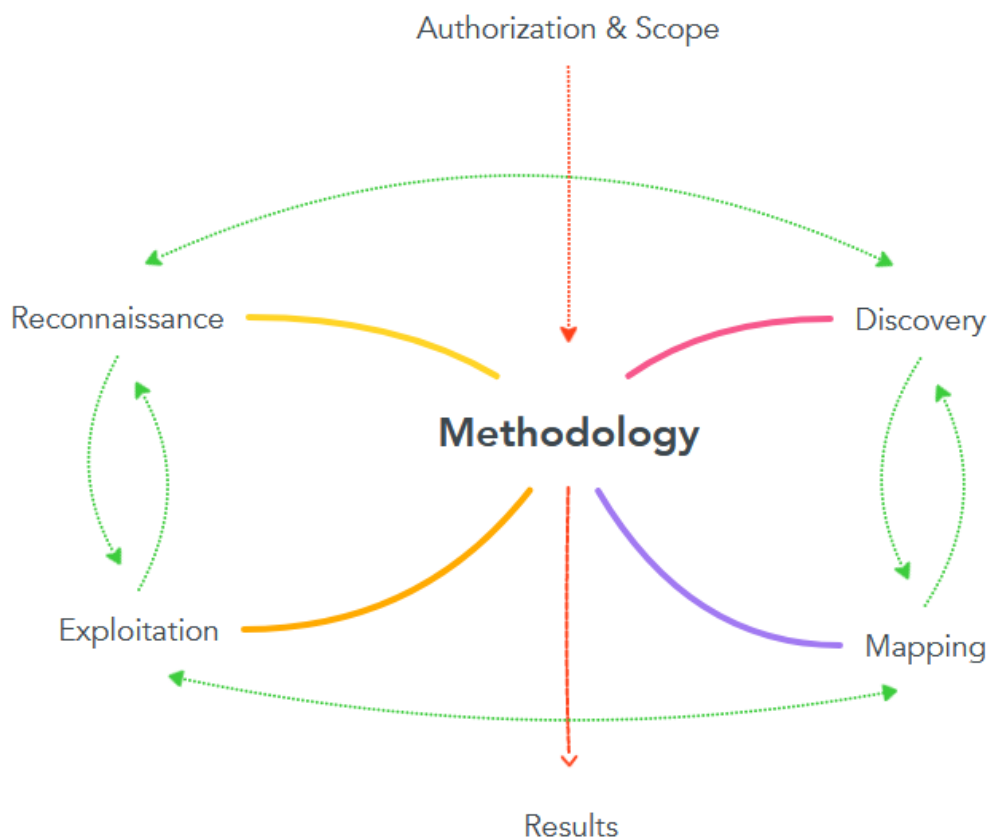 Authorization & Scope
Reconnaissance
Discovery
Methodology
Exploitation
Mapping
Results